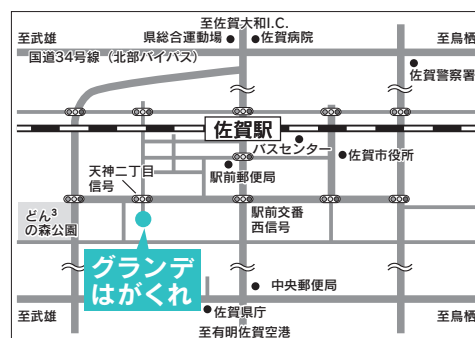 至佐賀大和I.C.
県総合運動場
佐賀病院
至武雄
至鳥栖
国道34号線（北部バイパス）
佐賀警察署
佐賀駅
バスセンター
佐賀市役所
天神二丁目
信号
駅前郵便局
どん³
の森公園
駅前交番
西信号
グランデ
はがくれ
中央郵便局
佐賀県庁
至武雄
至鳥栖
至有明佐賀空港